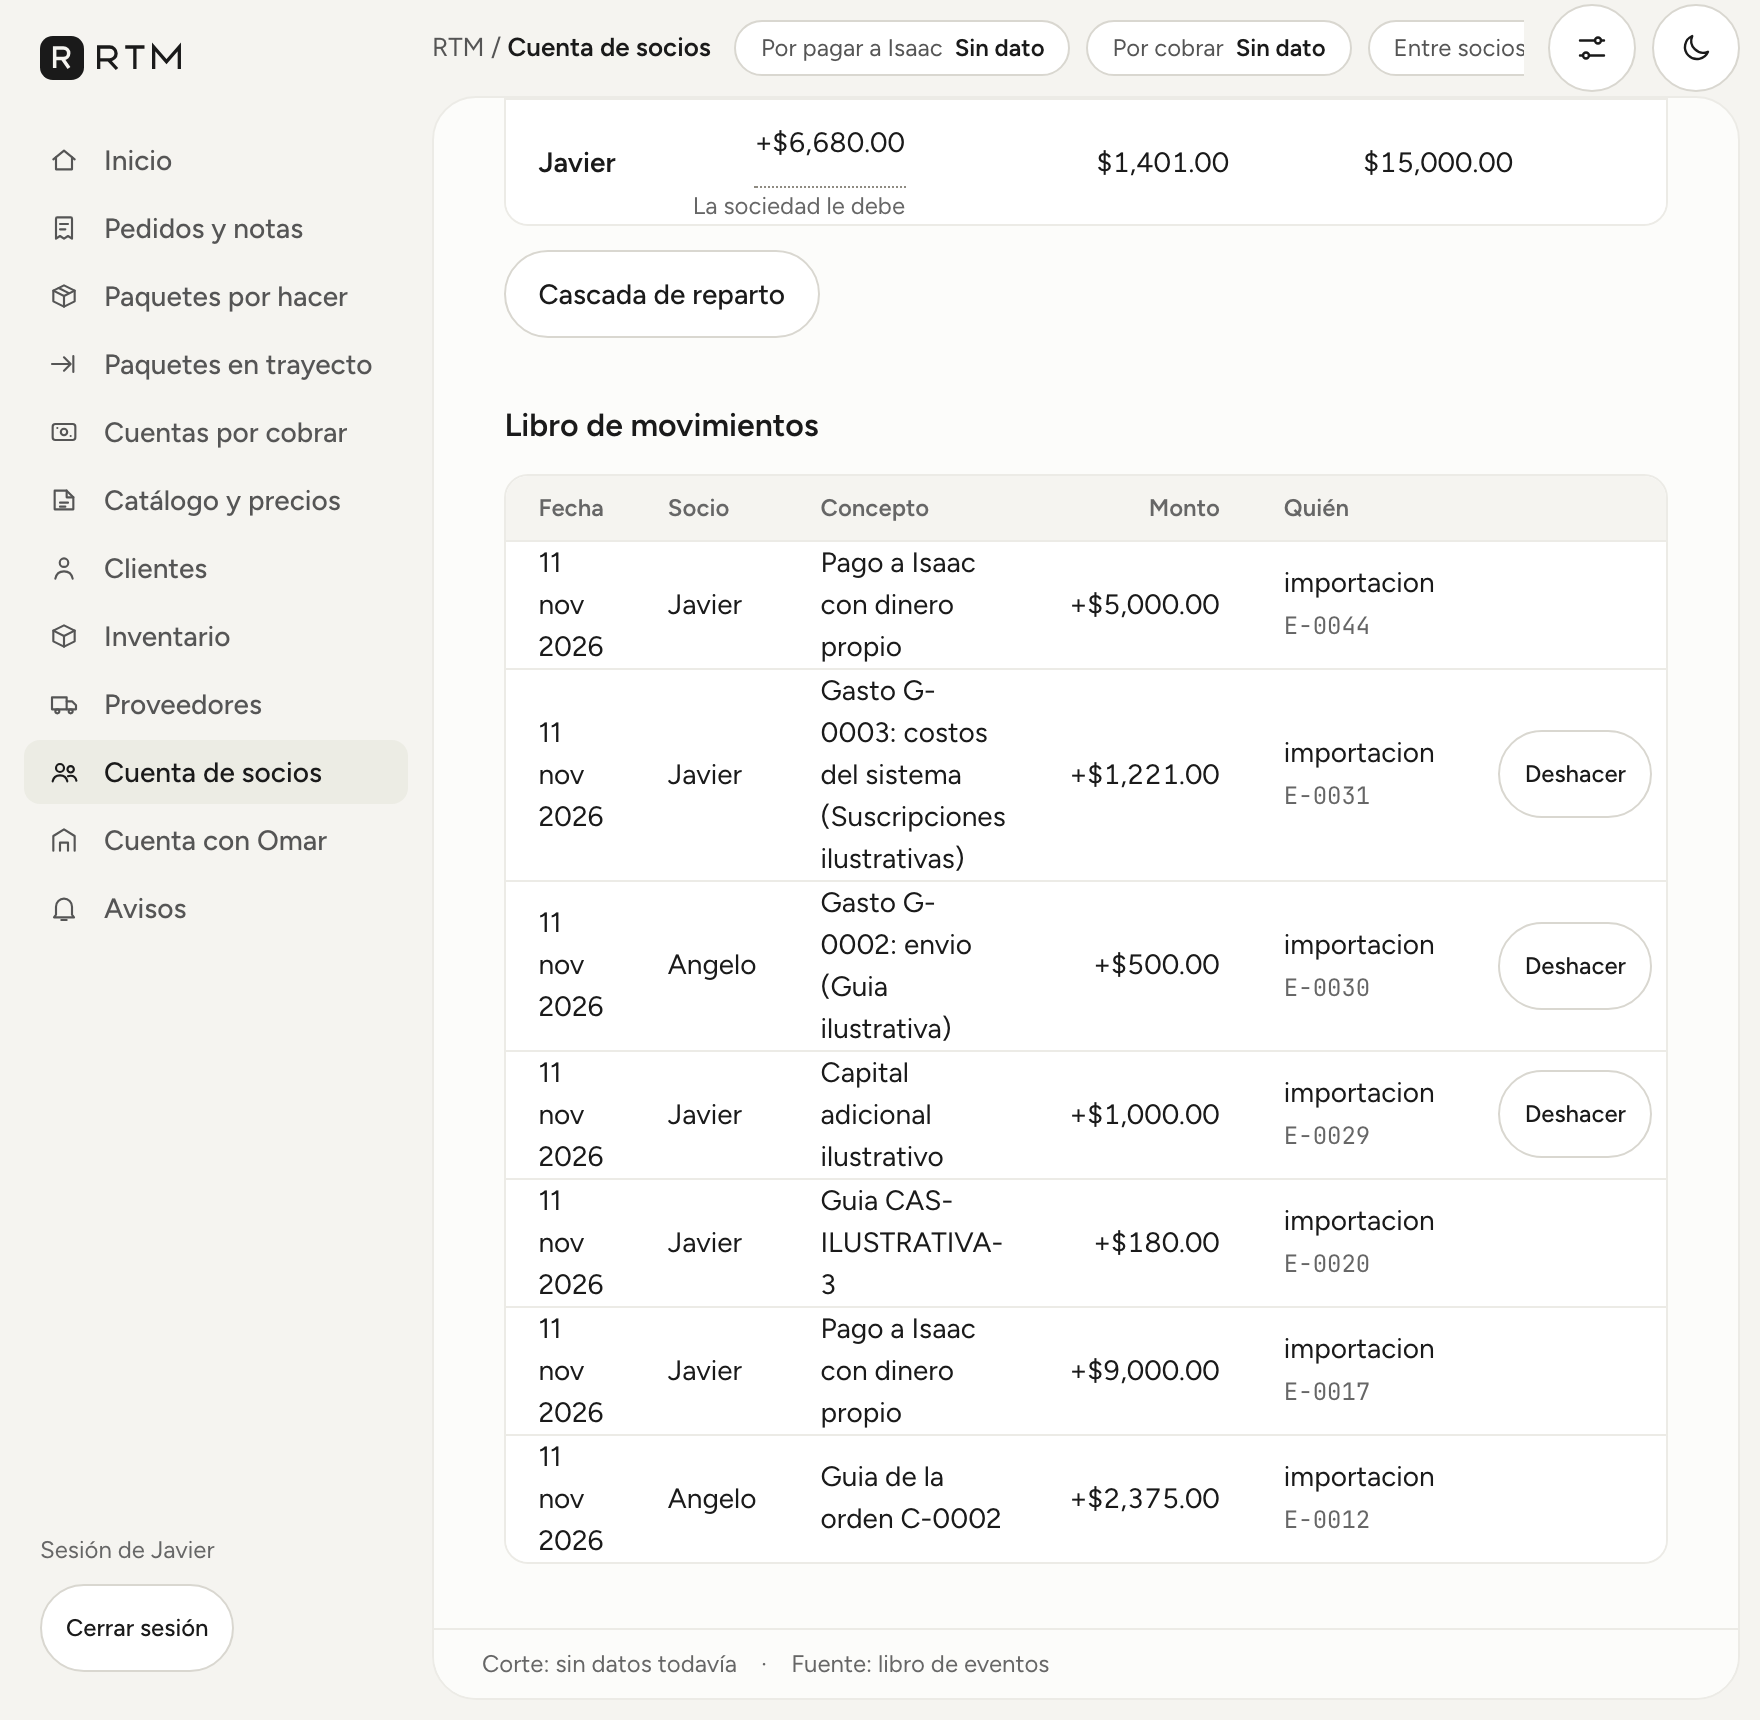 R RTM
RTM / Cuenta de socios
Por pagar a Isaac Sin dato
Por cobrar Sin dato
Entre socios
Inicio
Pedidos y notas
Paquetes por hacer
Paquetes en trayecto
Cuentas por cobrar
Catálogo y precios
Clientes
Inventario
Proveedores
Cuenta de socios
Cuenta con Omar
Avisos
Sesión de Javier
Cerrar sesión
Javier
+$6,680.00
La sociedad le debe
$1,401.00
$15,000.00
Cascada de reparto
Libro de movimientos
Fecha Socio Concepto Monto Quién
11
nov
2026
Javier
Pago a Isaac
con dinero
propio
+$5,000.00
importacion
E-0044
11
nov
2026
Javier
Gasto G-
0003: costos
del sistema
(Suscripciones
ilustrativas)
+$1,221.00
importacion
E-0031
Deshacer
11
nov
2026
Angelo
Gasto G-
0002: envio
(Guia
ilustrativa)
+$500.00
importacion
E-0030
Deshacer
11
nov
2026
Javier
Capital
adicional
ilustrativo
+$1,000.00
importacion
E-0029
Deshacer
11
nov
2026
Javier
Guia CAS-
ILUSTRATIVA-
3
+$180.00
importacion
E-0020
11
nov
2026
Javier
Pago a Isaac
con dinero
propio
+$9,000.00
importacion
E-0017
11
nov
2026
Angelo
Guia de la
orden C-0002
+$2,375.00
importacion
E-0012
Corte: sin datos todavía · Fuente: libro de eventos